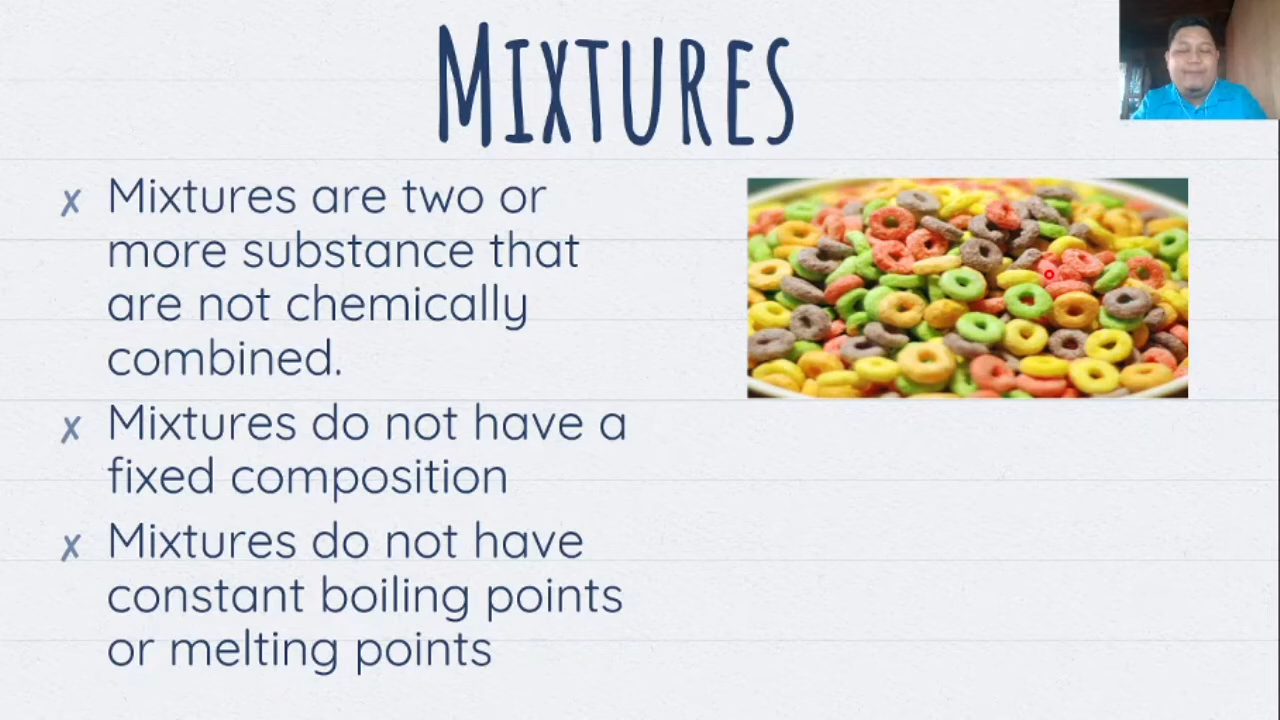 MIXTURES
✗ Mixtures are two or
more substance that
are not chemically
combined.
✗ Mixtures do not have a
fixed composition
✗ Mixtures do not have
constant boiling points
or melting points